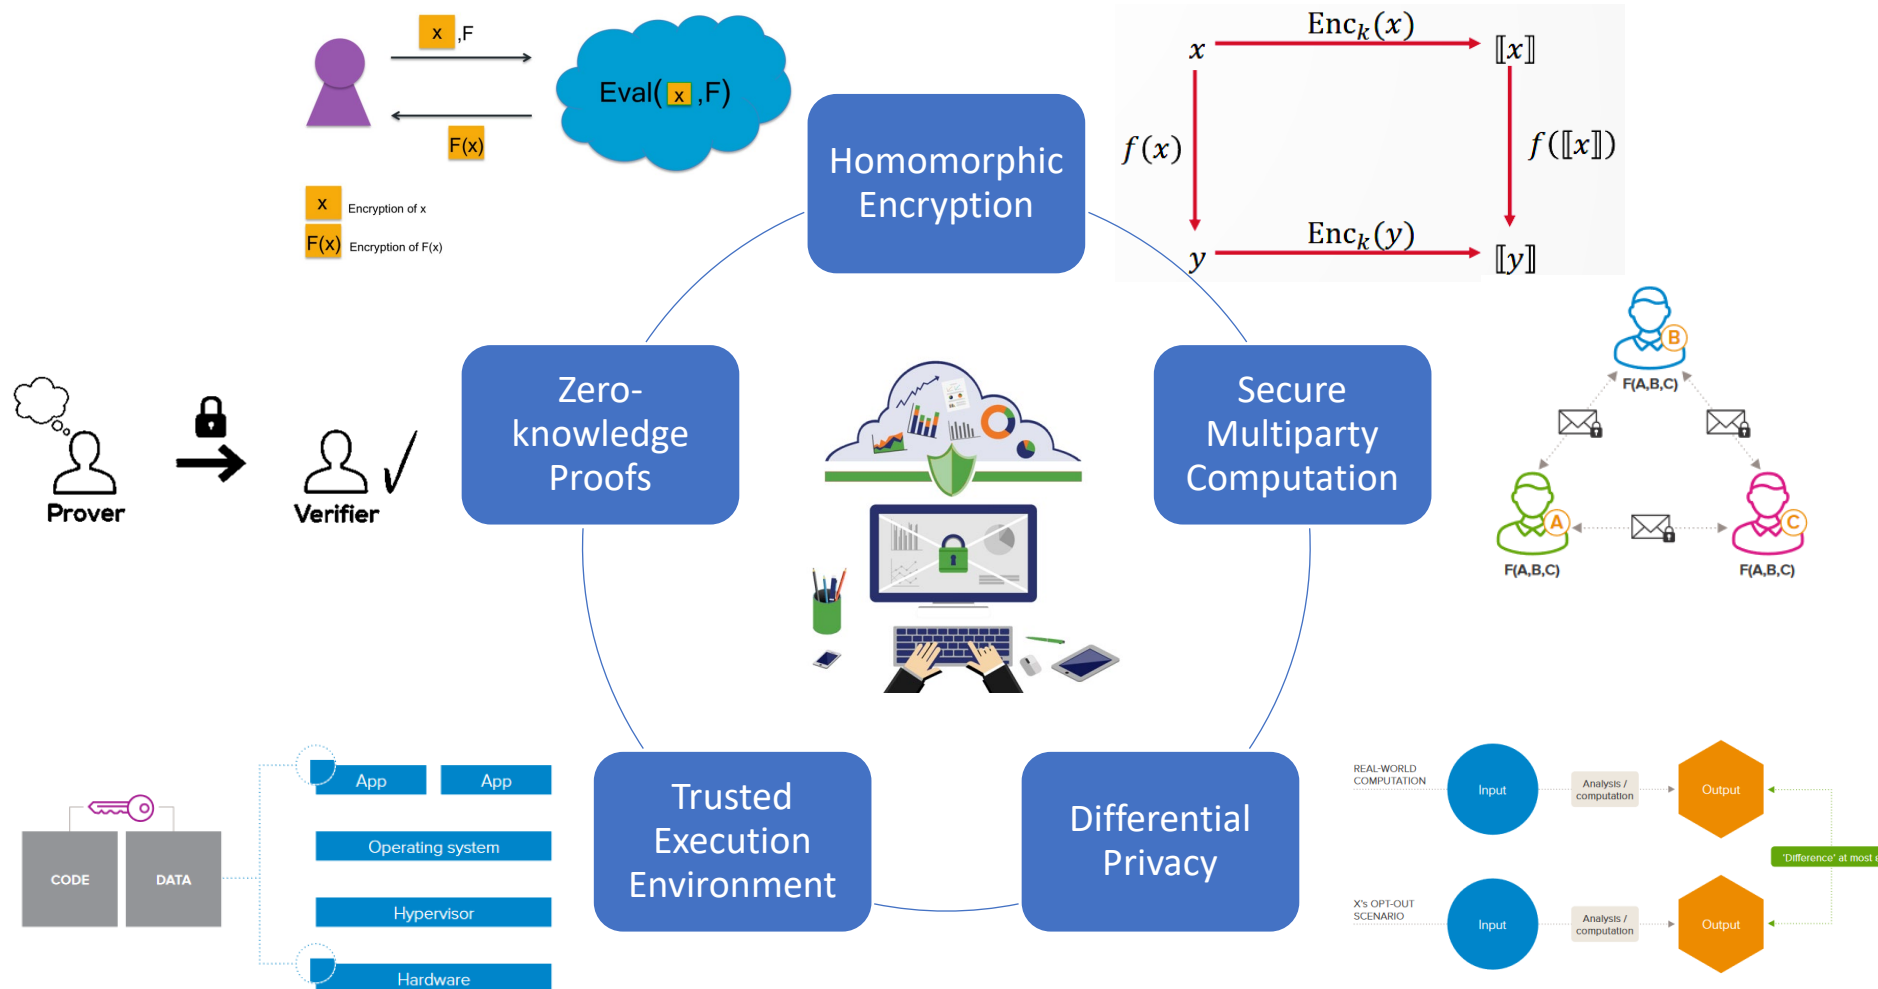 x ,F
Eval( x ,F)
F(x)
x Encryption of x
F(x) Encryption of F(x)
Homomorphic
Encryption
Enc_k(x)
x
⟦x⟧
f(x)
f(⟦x⟧)
Enc_k(y)
y
⟦y⟧
Zero-
knowledge
Proofs
Prover
Verifier
Secure
Multiparty
Computation
B
F(A,B,C)
A
C
F(A,B,C)
F(A,B,C)
CODE
DATA
App
App
Operating system
Hypervisor
Hardware
Trusted
Execution
Environment
Differential
Privacy
REAL-WORLD
COMPUTATION
Input
Analysis /
computation
Output
'Difference' at most
X's OPT-OUT
SCENARIO
Input
Analysis /
computation
Output